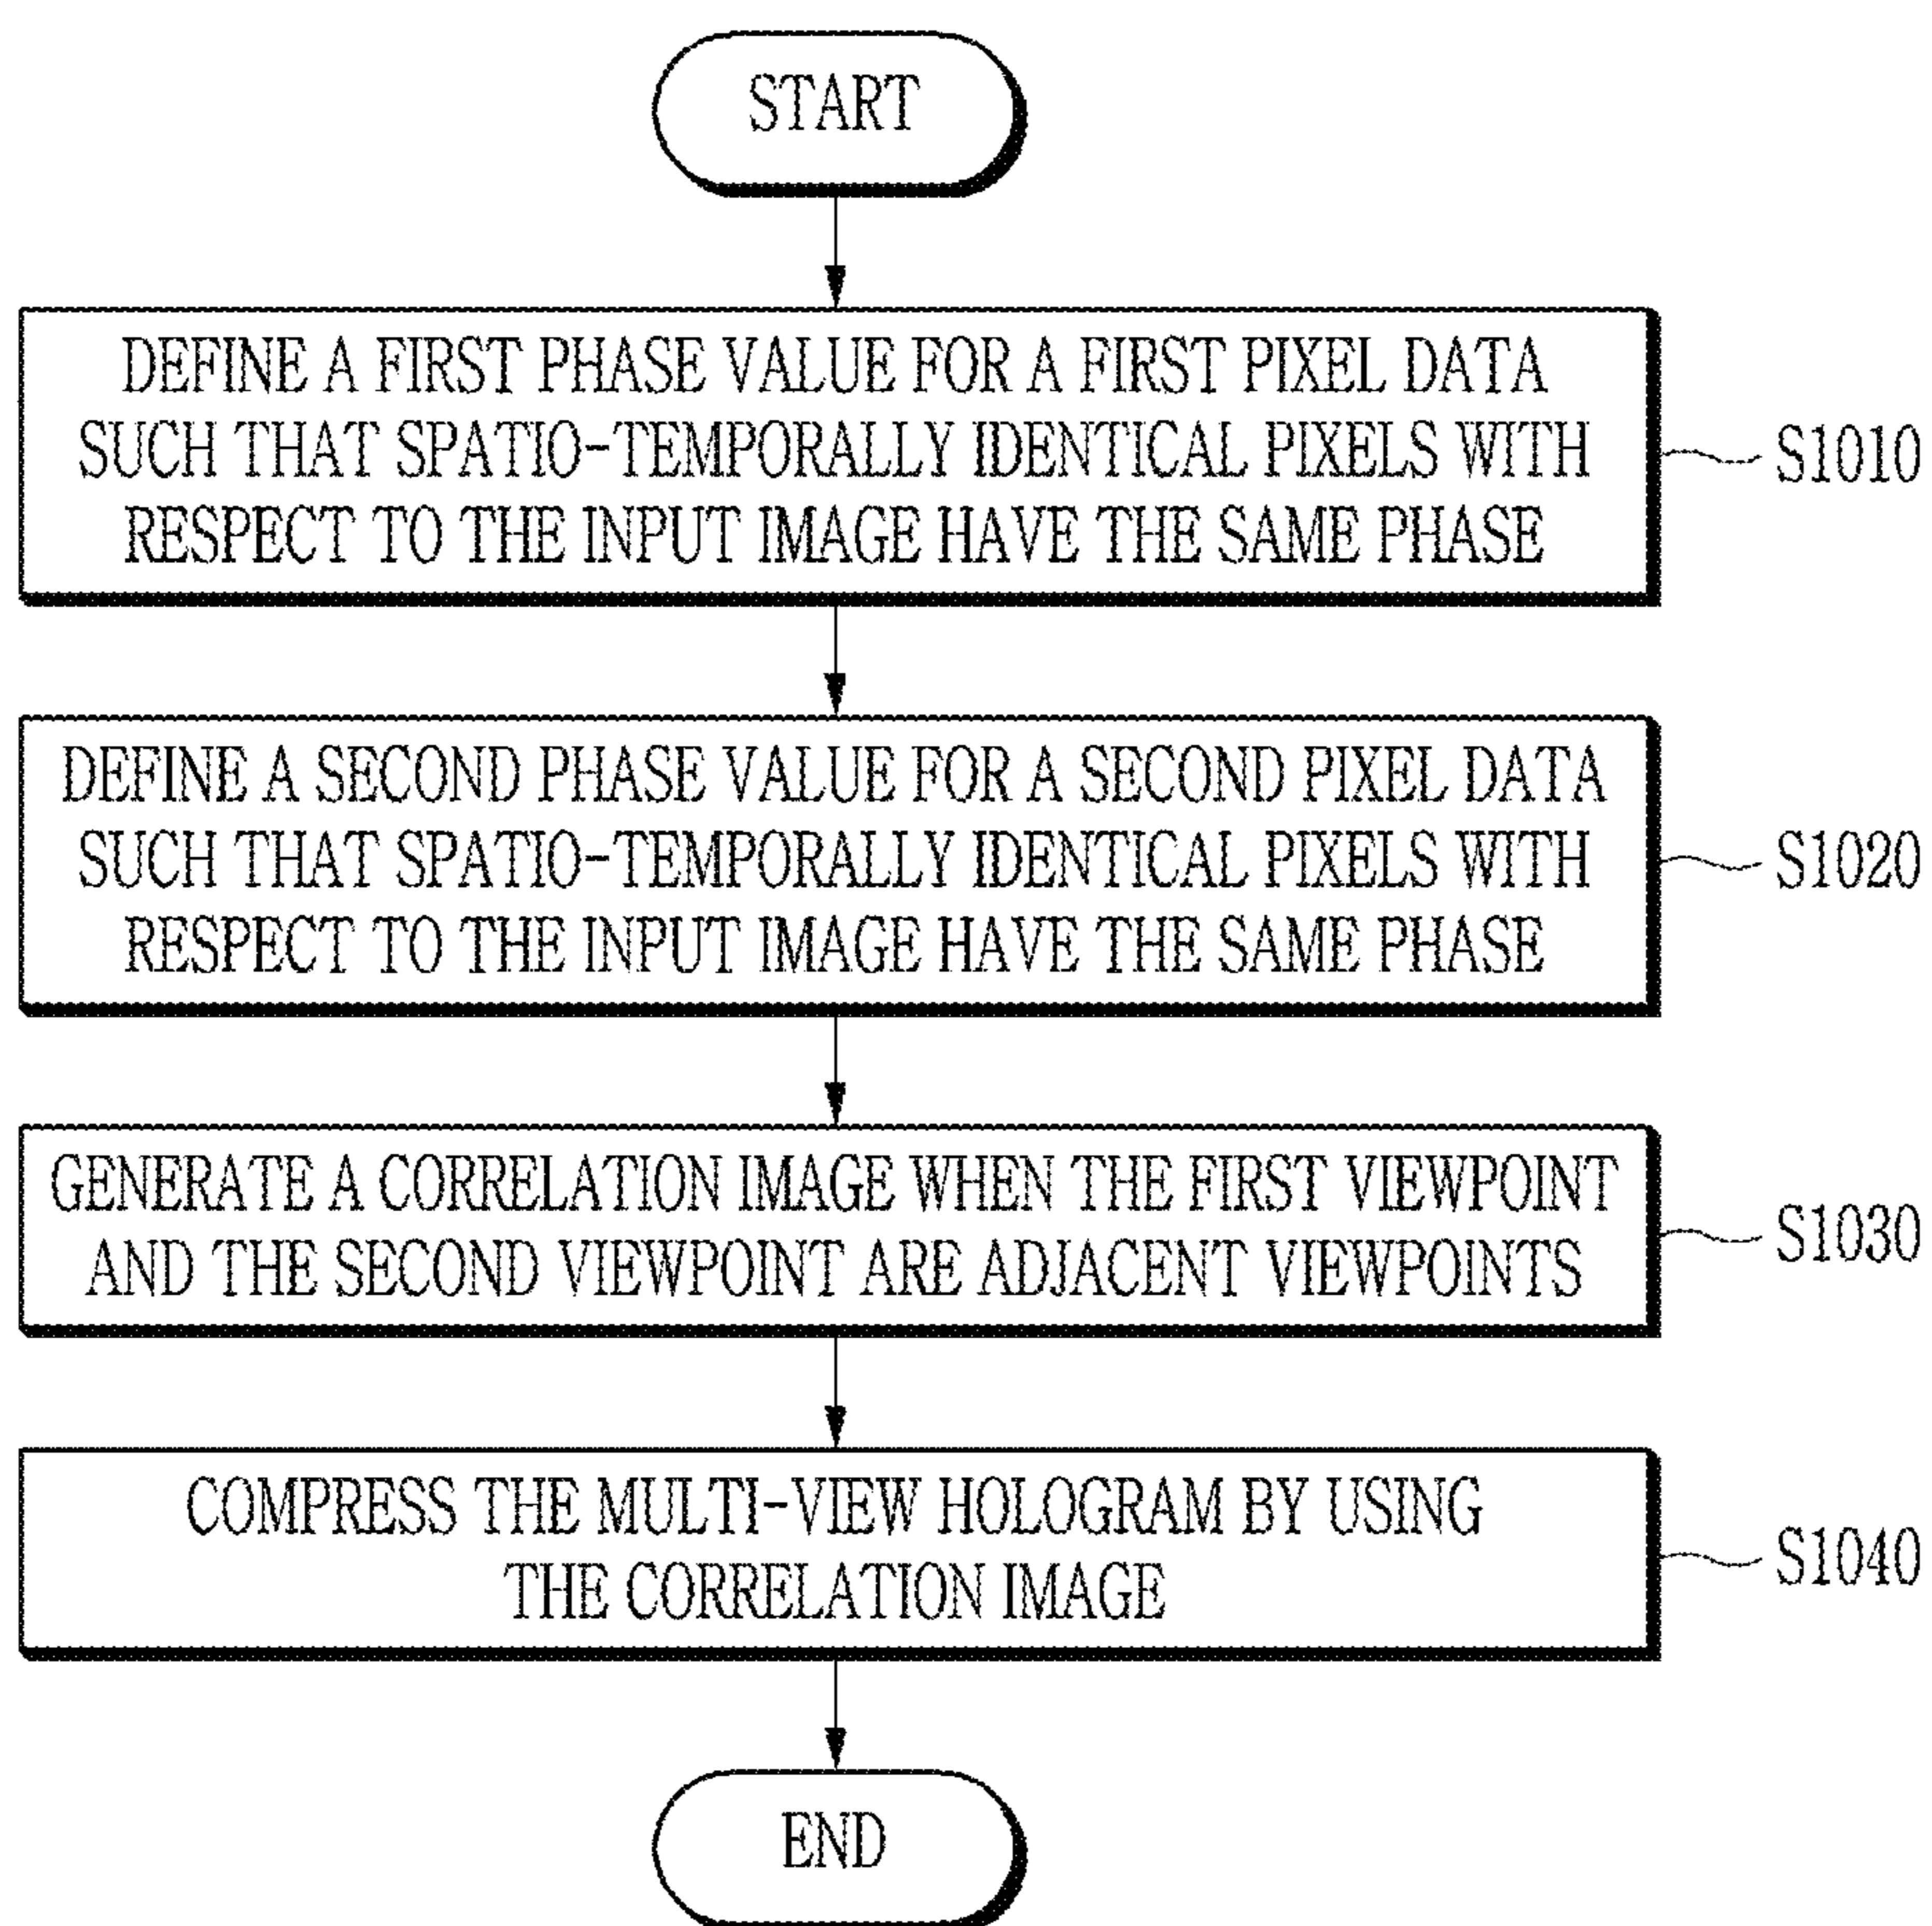 START
DEFINE A FIRST PHASE VALUE FOR A FIRST PIXEL DATA
SUCH THAT SPATIO-TEMPORALLY IDENTICAL PIXELS WITH
RESPECT TO THE INPUT IMAGE HAVE THE SAME PHASE
S1010
DEFINE A SECOND PHASE VALUE FOR A SECOND PIXEL DATA
SUCH THAT SPATIO-TEMPORALLY IDENTICAL PIXELS WITH
RESPECT TO THE INPUT IMAGE HAVE THE SAME PHASE
S1020
GENERATE A CORRELATION IMAGE WHEN THE FIRST VIEWPOINT
AND THE SECOND VIEWPOINT ARE ADJACENT VIEWPOINTS
S1030
COMPRESS THE MULTI-VIEW HOLOGRAM BY USING
THE CORRELATION IMAGE
S1040
END